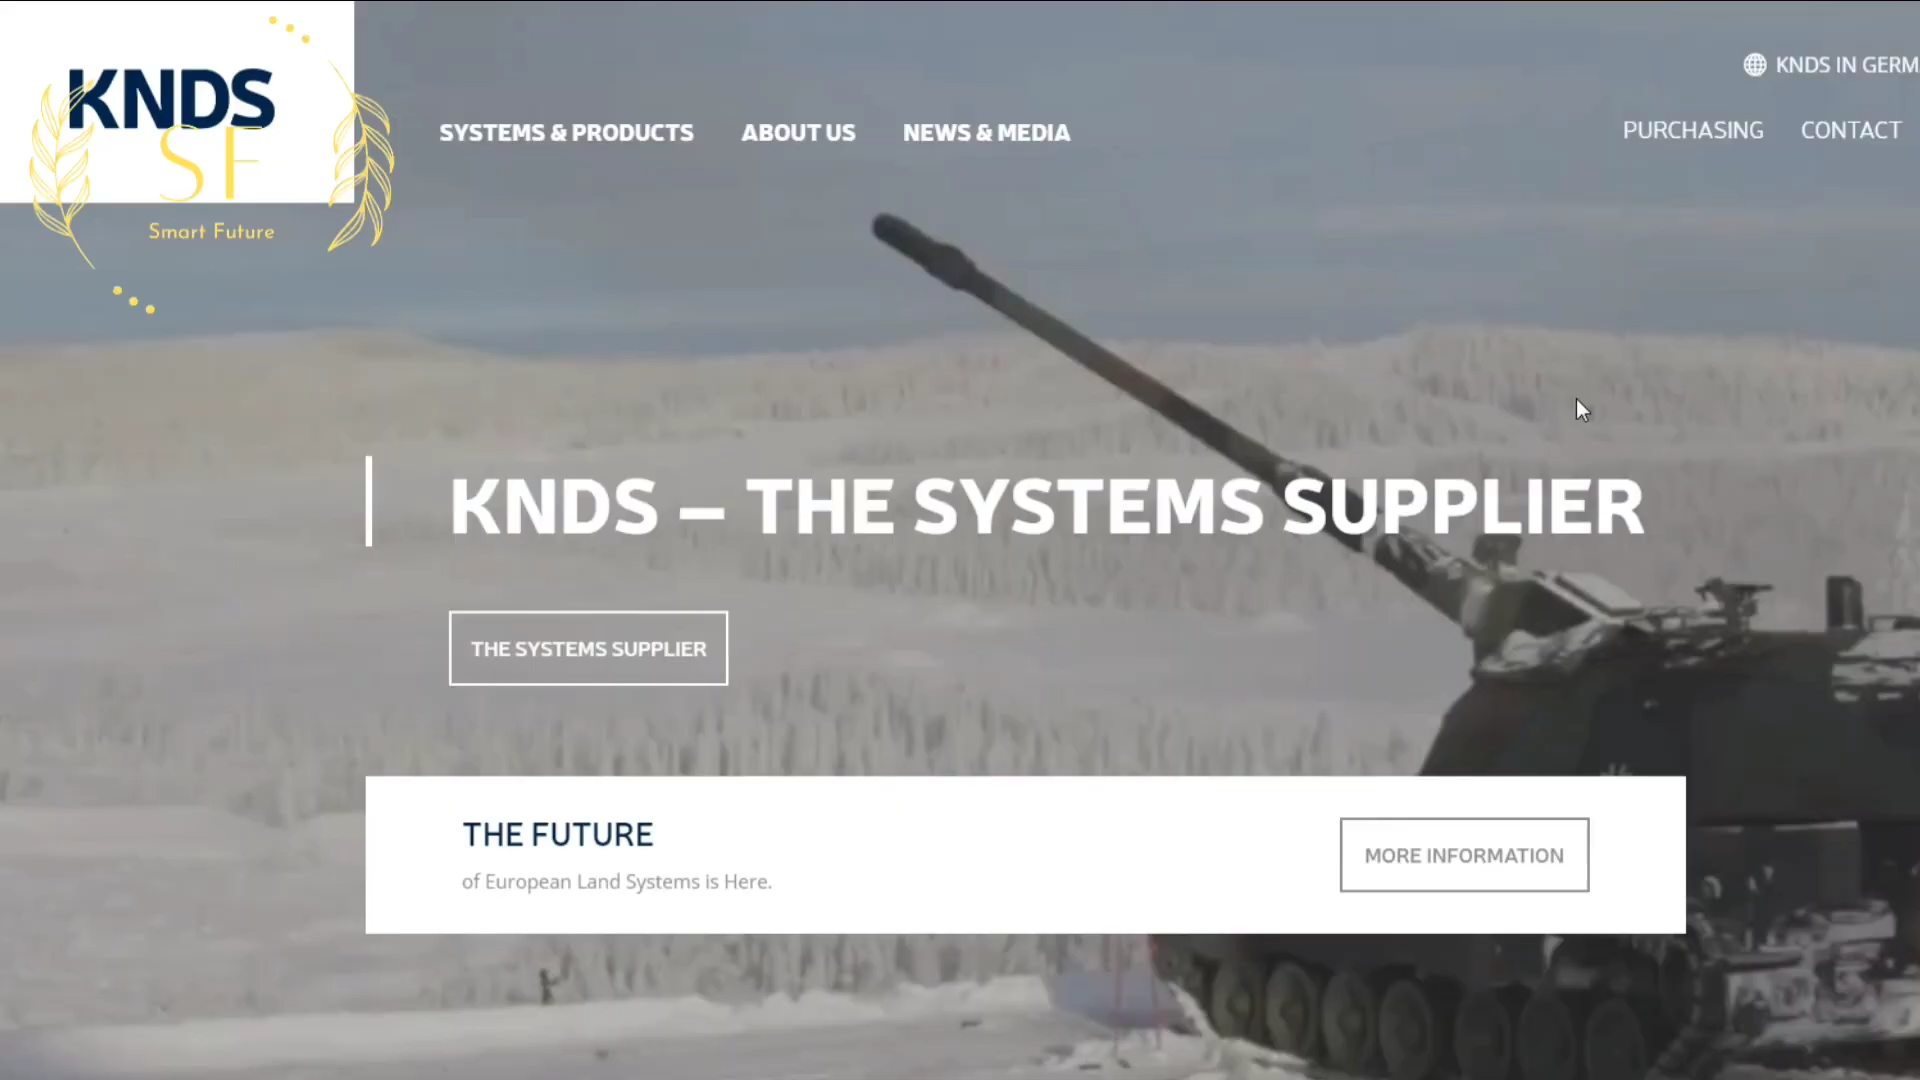 KNDS
SF
Smart Future
KNDS IN GERM
SYSTEMS & PRODUCTS
ABOUT US
NEWS & MEDIA
PURCHASING
CONTACT
KNDS – THE SYSTEMS SUPPLIER
THE SYSTEMS SUPPLIER
THE FUTURE
of European Land Systems is Here.
MORE INFORMATION